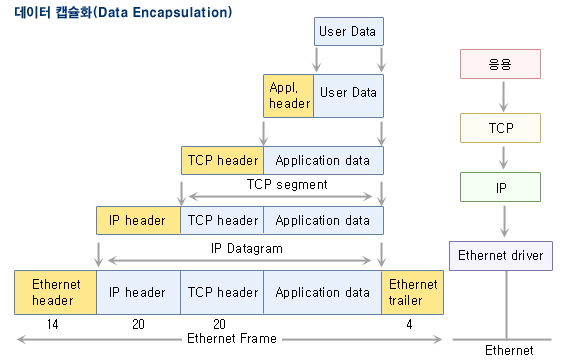 데이터 캡슐화(Data Encapsulation)
User Data
응용
Appl,
header
User Data
TCP
TCP header
Application data
TCP segment
IP
IP header
TCP header
Application data
IP Datagram
Ethernet driver
Ethernet
header
IP header
TCP header
Application data
Ethernet
trailer
14
20
20
4
Ethernet Frame
Ethernet